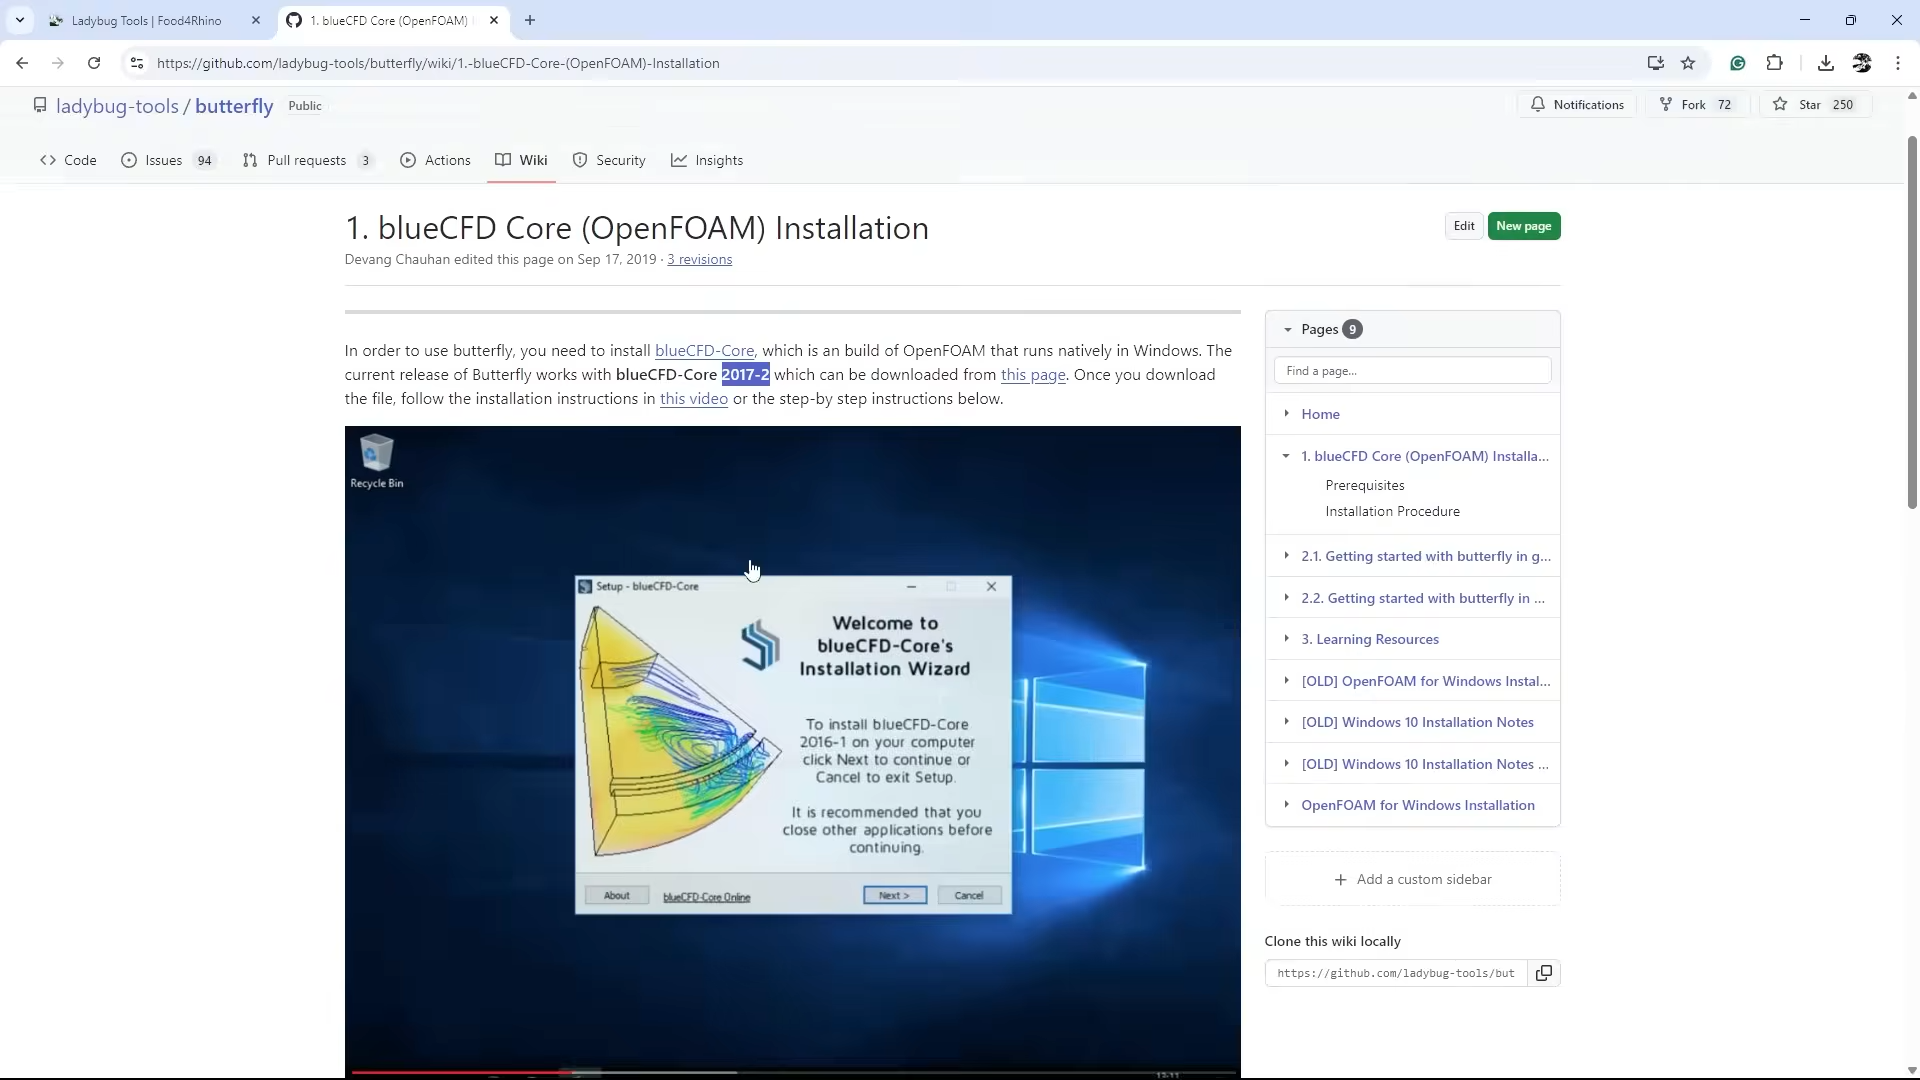 Ladybug Tools | Food4Rhino
1. blueCFD Core (OpenFOAM)
https://github.com/ladybug-tools/butterfly/wiki/1.-blueCFD-Core-(OpenFOAM)-Installation
ladybug-tools / butterfly Public
Notifications Fork 72 Star 250
Code Issues 94 Pull requests 3 Actions Wiki Security Insights
1. blueCFD Core (OpenFOAM) Installation
Edit New page
Devang Chauhan edited this page on Sep 17, 2019 · 3 revisions
In order to use butterfly, you need to install blueCFD-Core, which is an build of OpenFOAM that runs natively in Windows. The
current release of Butterfly works with blueCFD-Core 2017-2 which can be downloaded from this page. Once you download
the file, follow the installation instructions in this video or the step-by step instructions below.
Recycle Bin
Setup - blueCFD-Core
Welcome to
blueCFD-Core's
Installation Wizard
To install blueCFD-Core
2016-1 on your computer
click Next to continue or
Cancel to exit Setup.
It is recommended that you
close other applications before
continuing.
About blueCFD-Core Online Next > Cancel
Pages 9
Find a page...
Home
1. blueCFD Core (OpenFOAM) Installa...
Prerequisites
Installation Procedure
2.1. Getting started with butterfly in g...
2.2. Getting started with butterfly in ...
3. Learning Resources
[OLD] OpenFOAM for Windows Instal...
[OLD] Windows 10 Installation Notes
[OLD] Windows 10 Installation Notes ...
OpenFOAM for Windows Installation
+ Add a custom sidebar
Clone this wiki locally
https://github.com/ladybug-tools/but